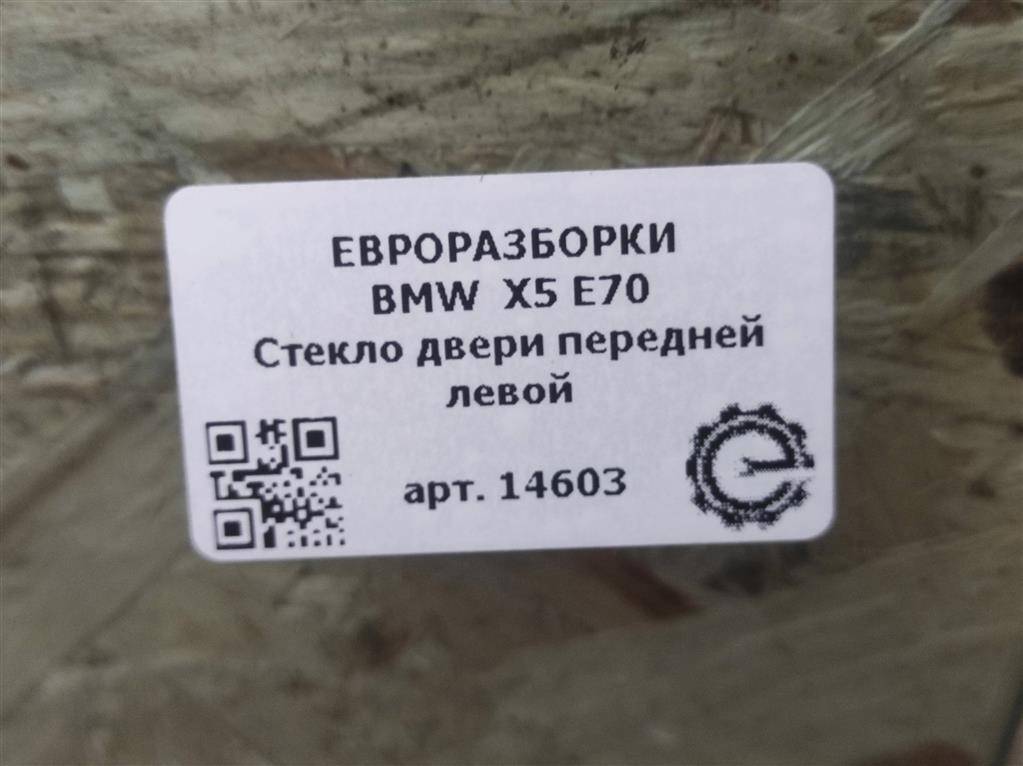 ЕВРОРАЗБОРКИ
BMW X5 E70
Стекло двери передней
левой
арт. 14603